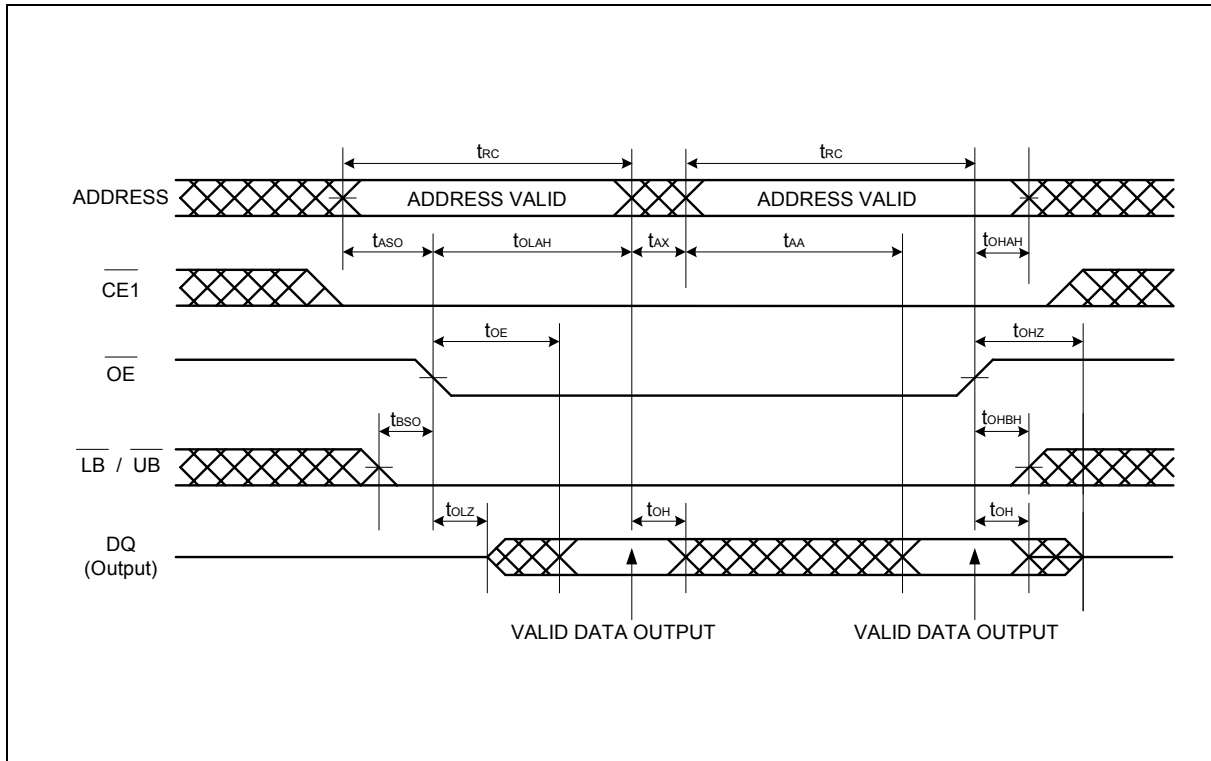 tRC tRC
ADDRESS ADDRESS VALID ADDRESS VALID
tASO tOLAH tAX tAA tOHAH
CE1
tOE tOHZ
OE
tBSO tOHBH
LB / UB
tOLZ tOH tOH
DQ
(Output)
VALID DATA OUTPUT VALID DATA OUTPUT